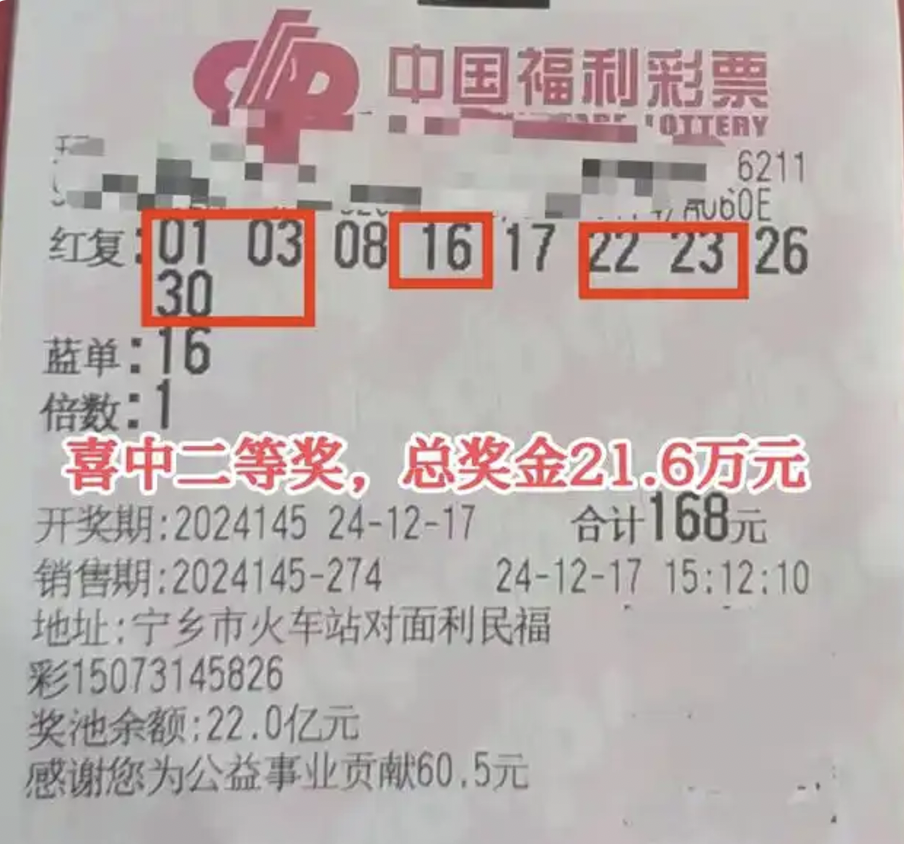 中国福利彩票
LOTTERY
6211
红复:01 03 08 16 17 22 23 26
30
蓝单:16
倍数:1
喜中二等奖，总奖金21.6万元
开奖期:2024145 24-12-17 合计168元
销售期:2024145-274 24-12-17 15:12:10
地址:宁乡市火车站对面利民福
彩15073145826
奖池余额:22.0亿元
感谢您为公益事业贡献60.5元